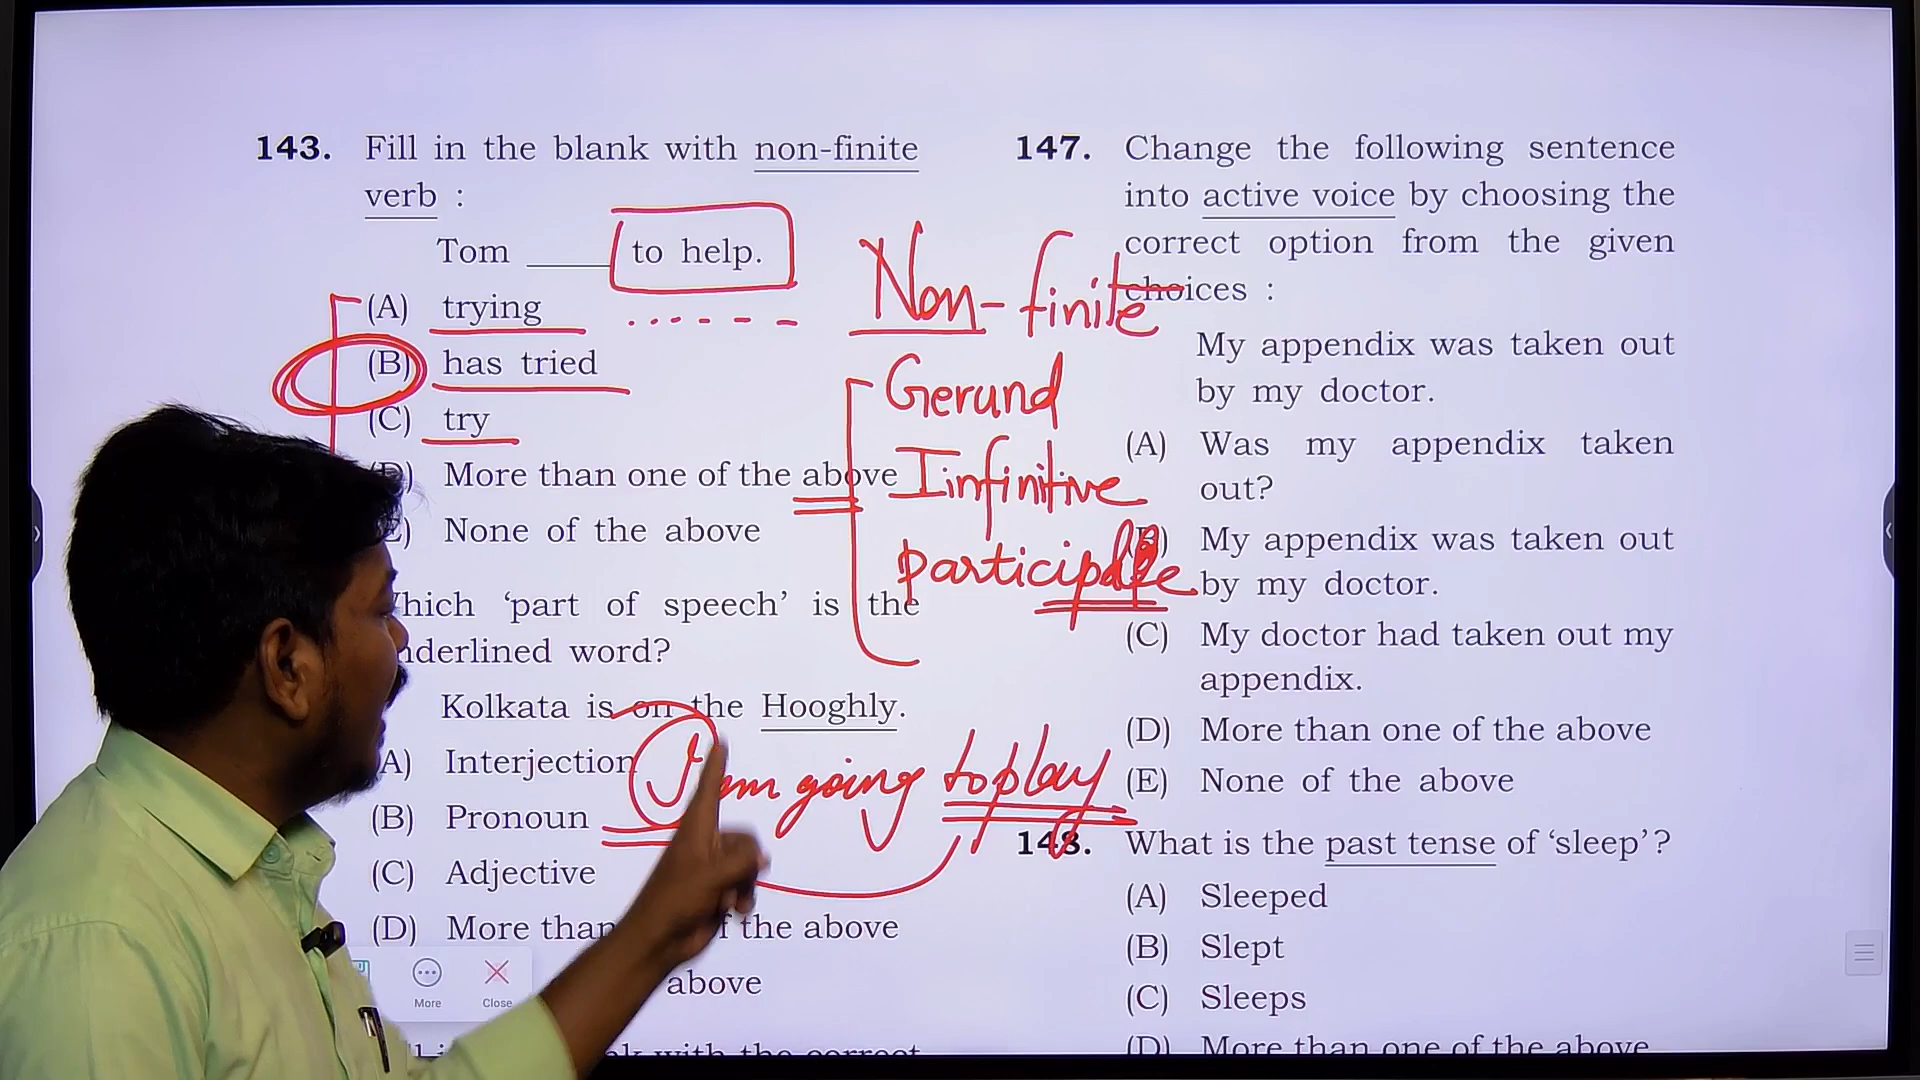 143. Fill in the blank with non-finite
verb :
Tom _____ to help.
(A) trying
(B) has tried
(C) try
More than one of the above
None of the above
Which 'part of speech' is the
underlined word?
Kolkata is on the Hooghly.
A) Interjection
(B) Pronoun
(C) Adjective
(D) More than of the above
above
with the correct
Non-finite
Gerund
Infinitive
participle
I am going to play
147. Change the following sentence
into active voice by choosing the
correct option from the given
choices :
My appendix was taken out
by my doctor.
(A) Was my appendix taken
out?
(B) My appendix was taken out
by my doctor.
(C) My doctor had taken out my
appendix.
(D) More than one of the above
(E) None of the above
148. What is the past tense of 'sleep'?
(A) Sleeped
(B) Slept
(C) Sleeps
(D) More than one of the above
More
Close